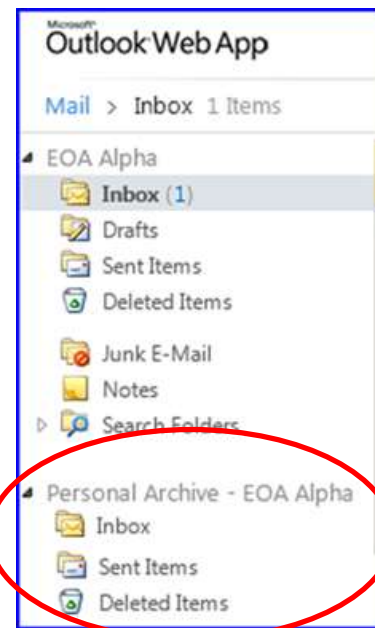 Microsoft®
Outlook Web App
Mail > Inbox 1 Items
EOA Alpha
Inbox (1)
Drafts
Sent Items
Deleted Items
Junk E-Mail
Notes
Search Folders
Personal Archive - EOA Alpha
Inbox
Sent Items
Deleted Items